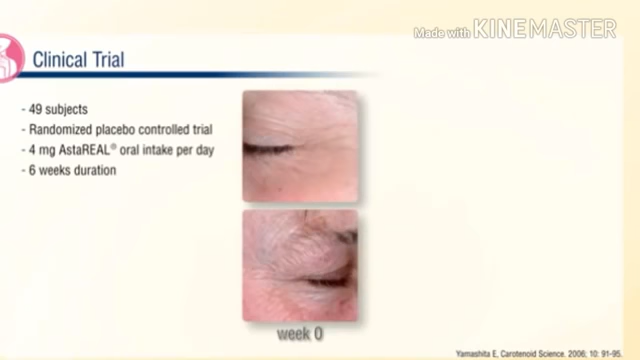 Made with KINEMASTER
Clinical Trial
- 49 subjects
- Randomized placebo controlled trial
- 4 mg AstaREAL® oral intake per day
- 6 weeks duration
week 0
Yamashita E, Carotenoid Science. 2006; 10: 91-95.